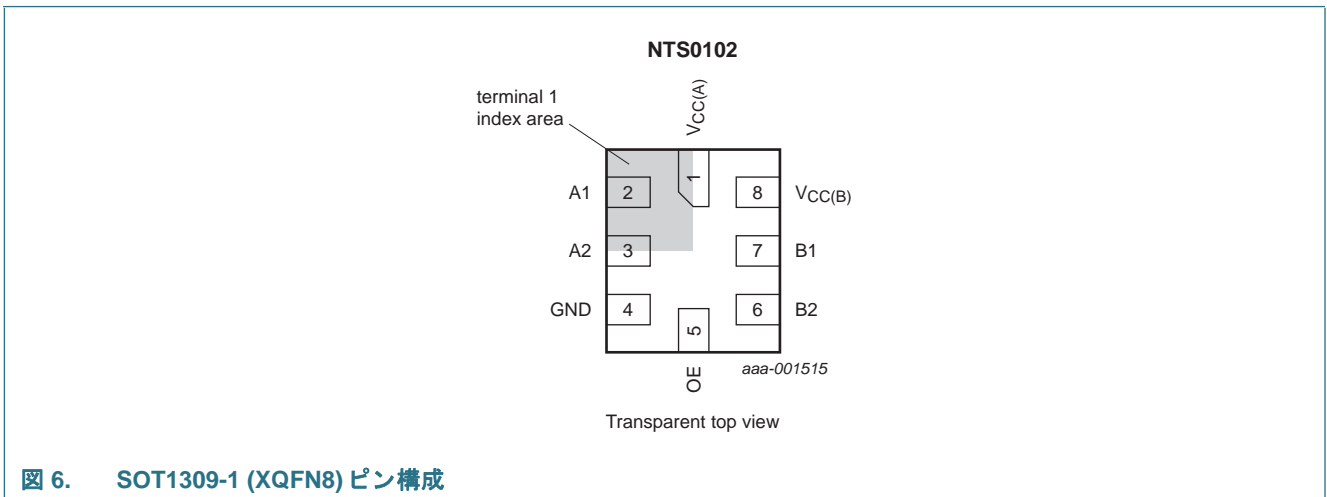 NTS0102
terminal 1
index area
VCC(A)
1
A1
2
8
VCC(B)
A2
3
7
B1
GND
4
6
B2
5
OE
aaa-001515
Transparent top view
図 6. SOT1309-1 (XQFN8) ピン構成